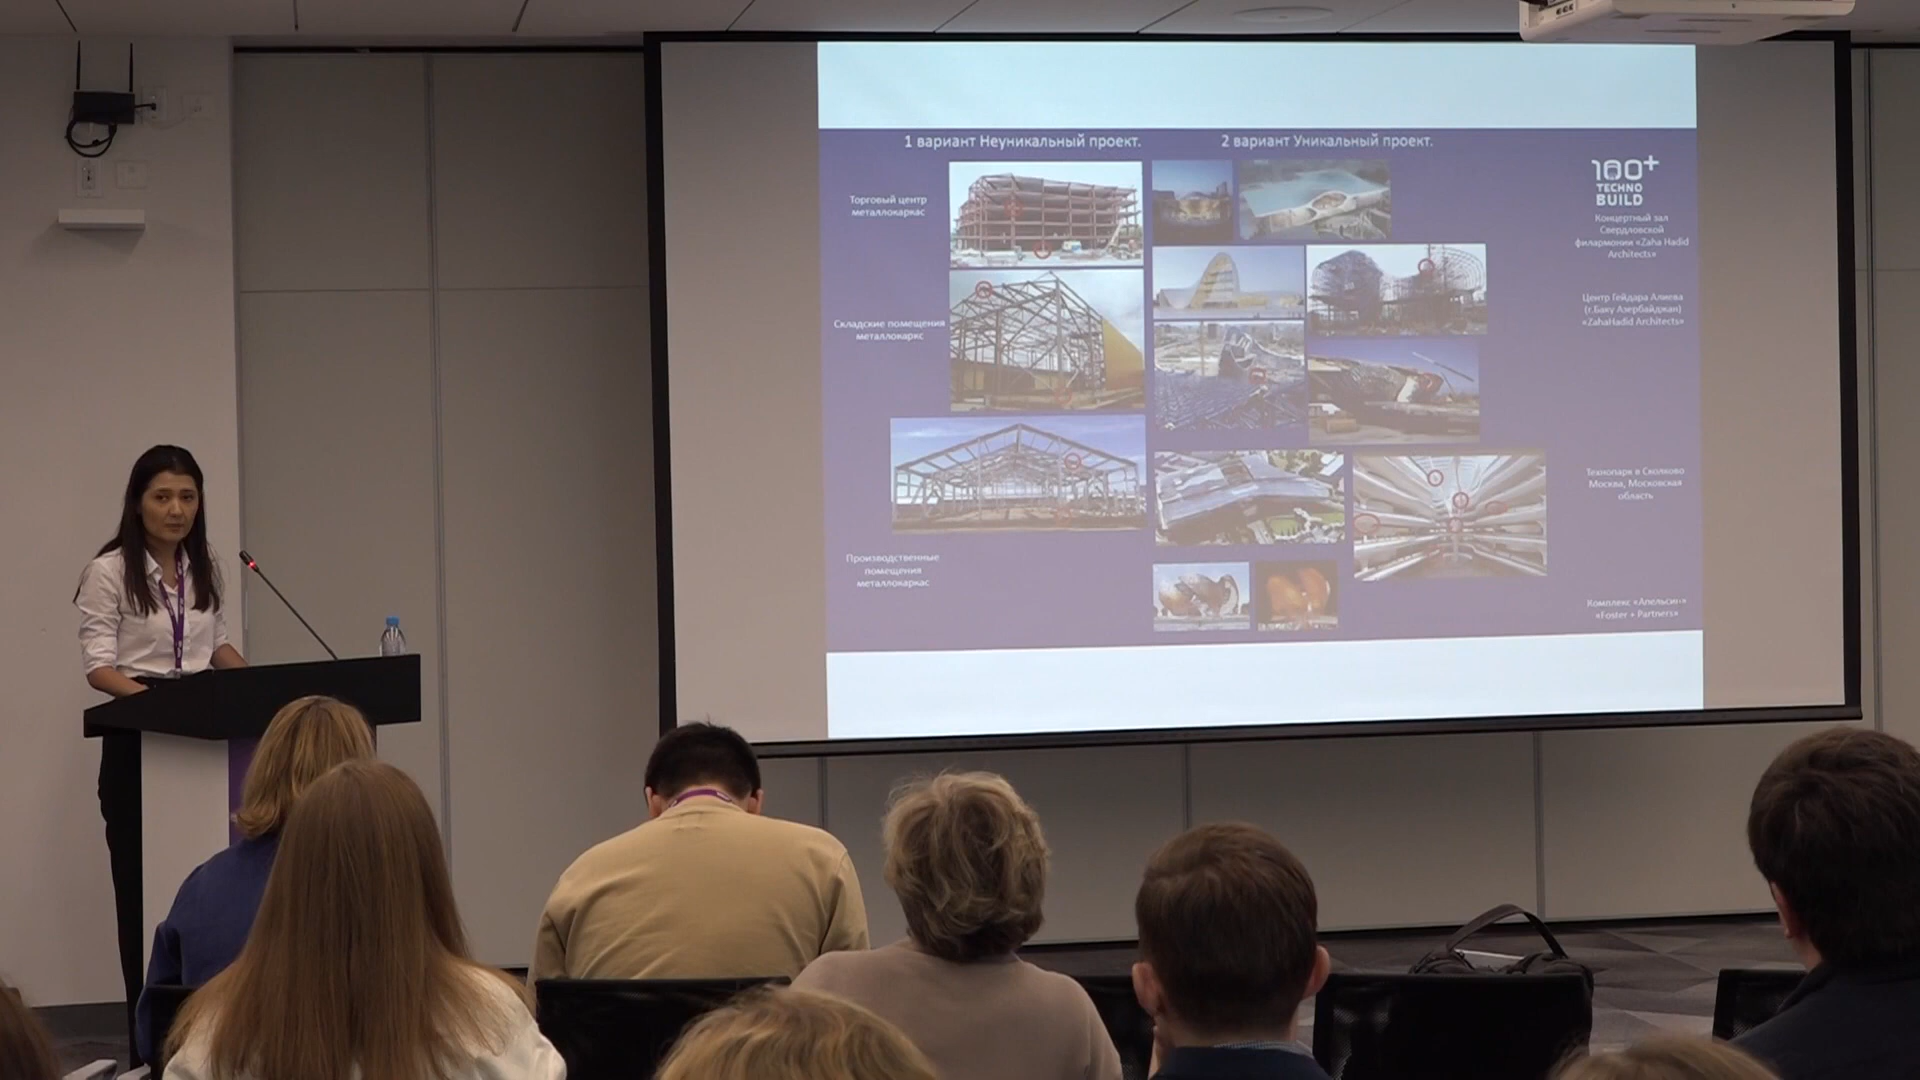 1 вариант Неуникальный проект.
2 вариант Уникальный проект.
100+
TECHNO
BUILD
Торговый центр
металлокаркас
Концертный зал
Свердловской
филармонии «Zaha Hadid
Architects»
Складские помещения
металлокаркс
Центр Гейдара Алиева
(г.Баку Азербайджан)
«ZahaHadid Architects»
Технопарк в Сколково
Москва, Московская
область
Производственные
помещения
металлокаркас
Комплекс «Апельсин»
«Foster + Partners»